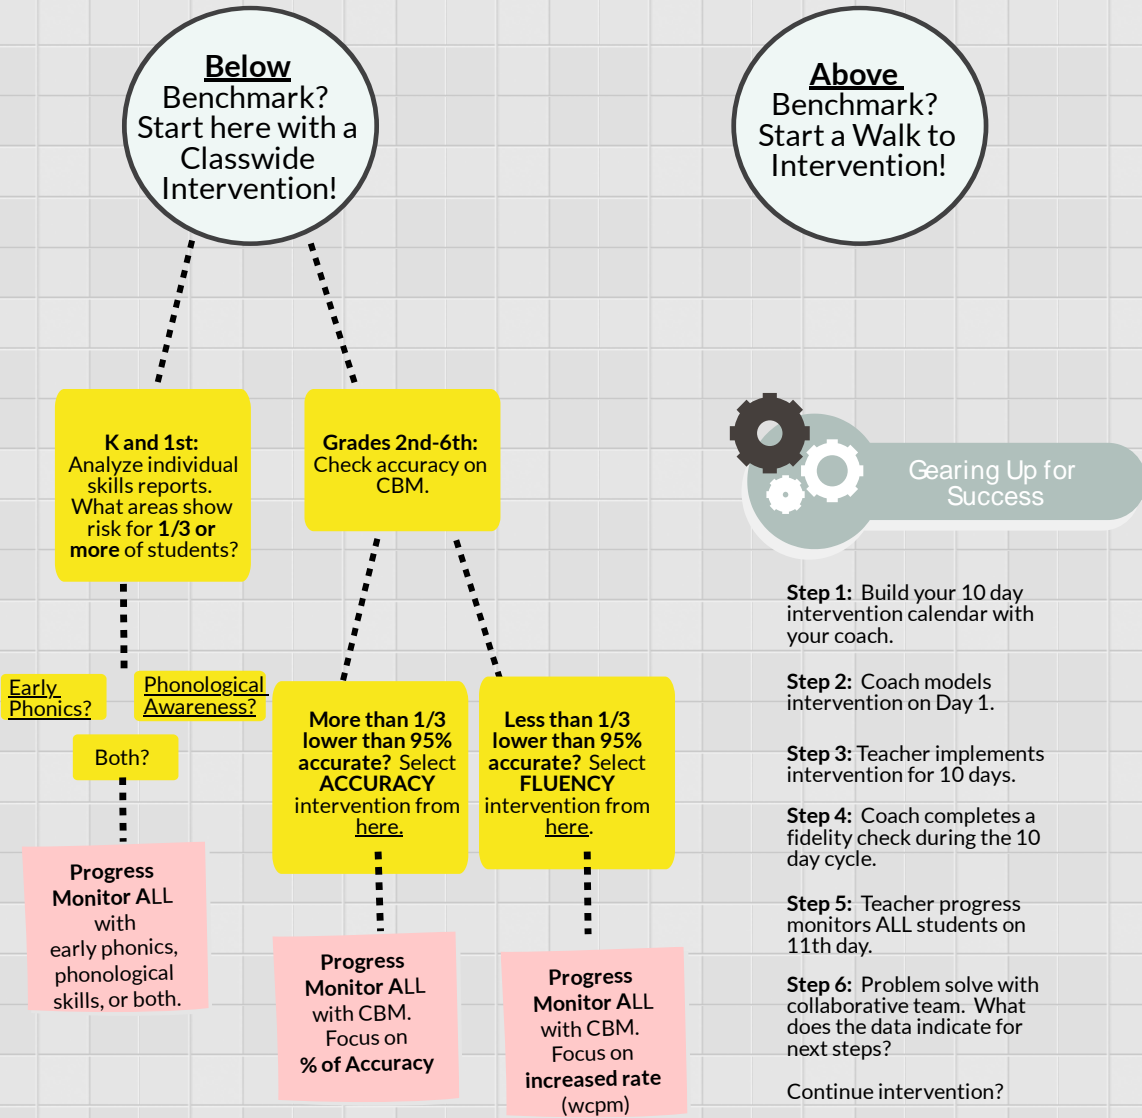 Below
Benchmark?
Start here with a
Classwide
Intervention!
Above
Benchmark?
Start a Walk to
Intervention!
K and 1st:
Analyze individual
skills reports.
What areas show
risk for 1/3 or
more of students?
Grades 2nd-6th:
Check accuracy on
CBM.
Early
Phonics?
Phonological
Awareness?
Both?
More than 1/3
lower than 95%
accurate? Select
ACCURACY
intervention from
here.
Less than 1/3
lower than 95%
accurate? Select
FLUENCY
intervention from
here.
Progress
Monitor ALL
with
early phonics,
phonological
skills, or both.
Progress
Monitor ALL
with CBM.
Focus on
% of Accuracy
Progress
Monitor ALL
with CBM.
Focus on
increased rate
(wcpm)
Gearing Up for
Success
Step 1: Build your 10 day
intervention calendar with
your coach.
Step 2: Coach models
intervention on Day 1.
Step 3: Teacher implements
intervention for 10 days.
Step 4: Coach completes a
fidelity check during the 10
day cycle.
Step 5: Teacher progress
monitors ALL students on
11th day.
Step 6: Problem solve with
collaborative team. What
does the data indicate for
next steps?
Continue intervention?